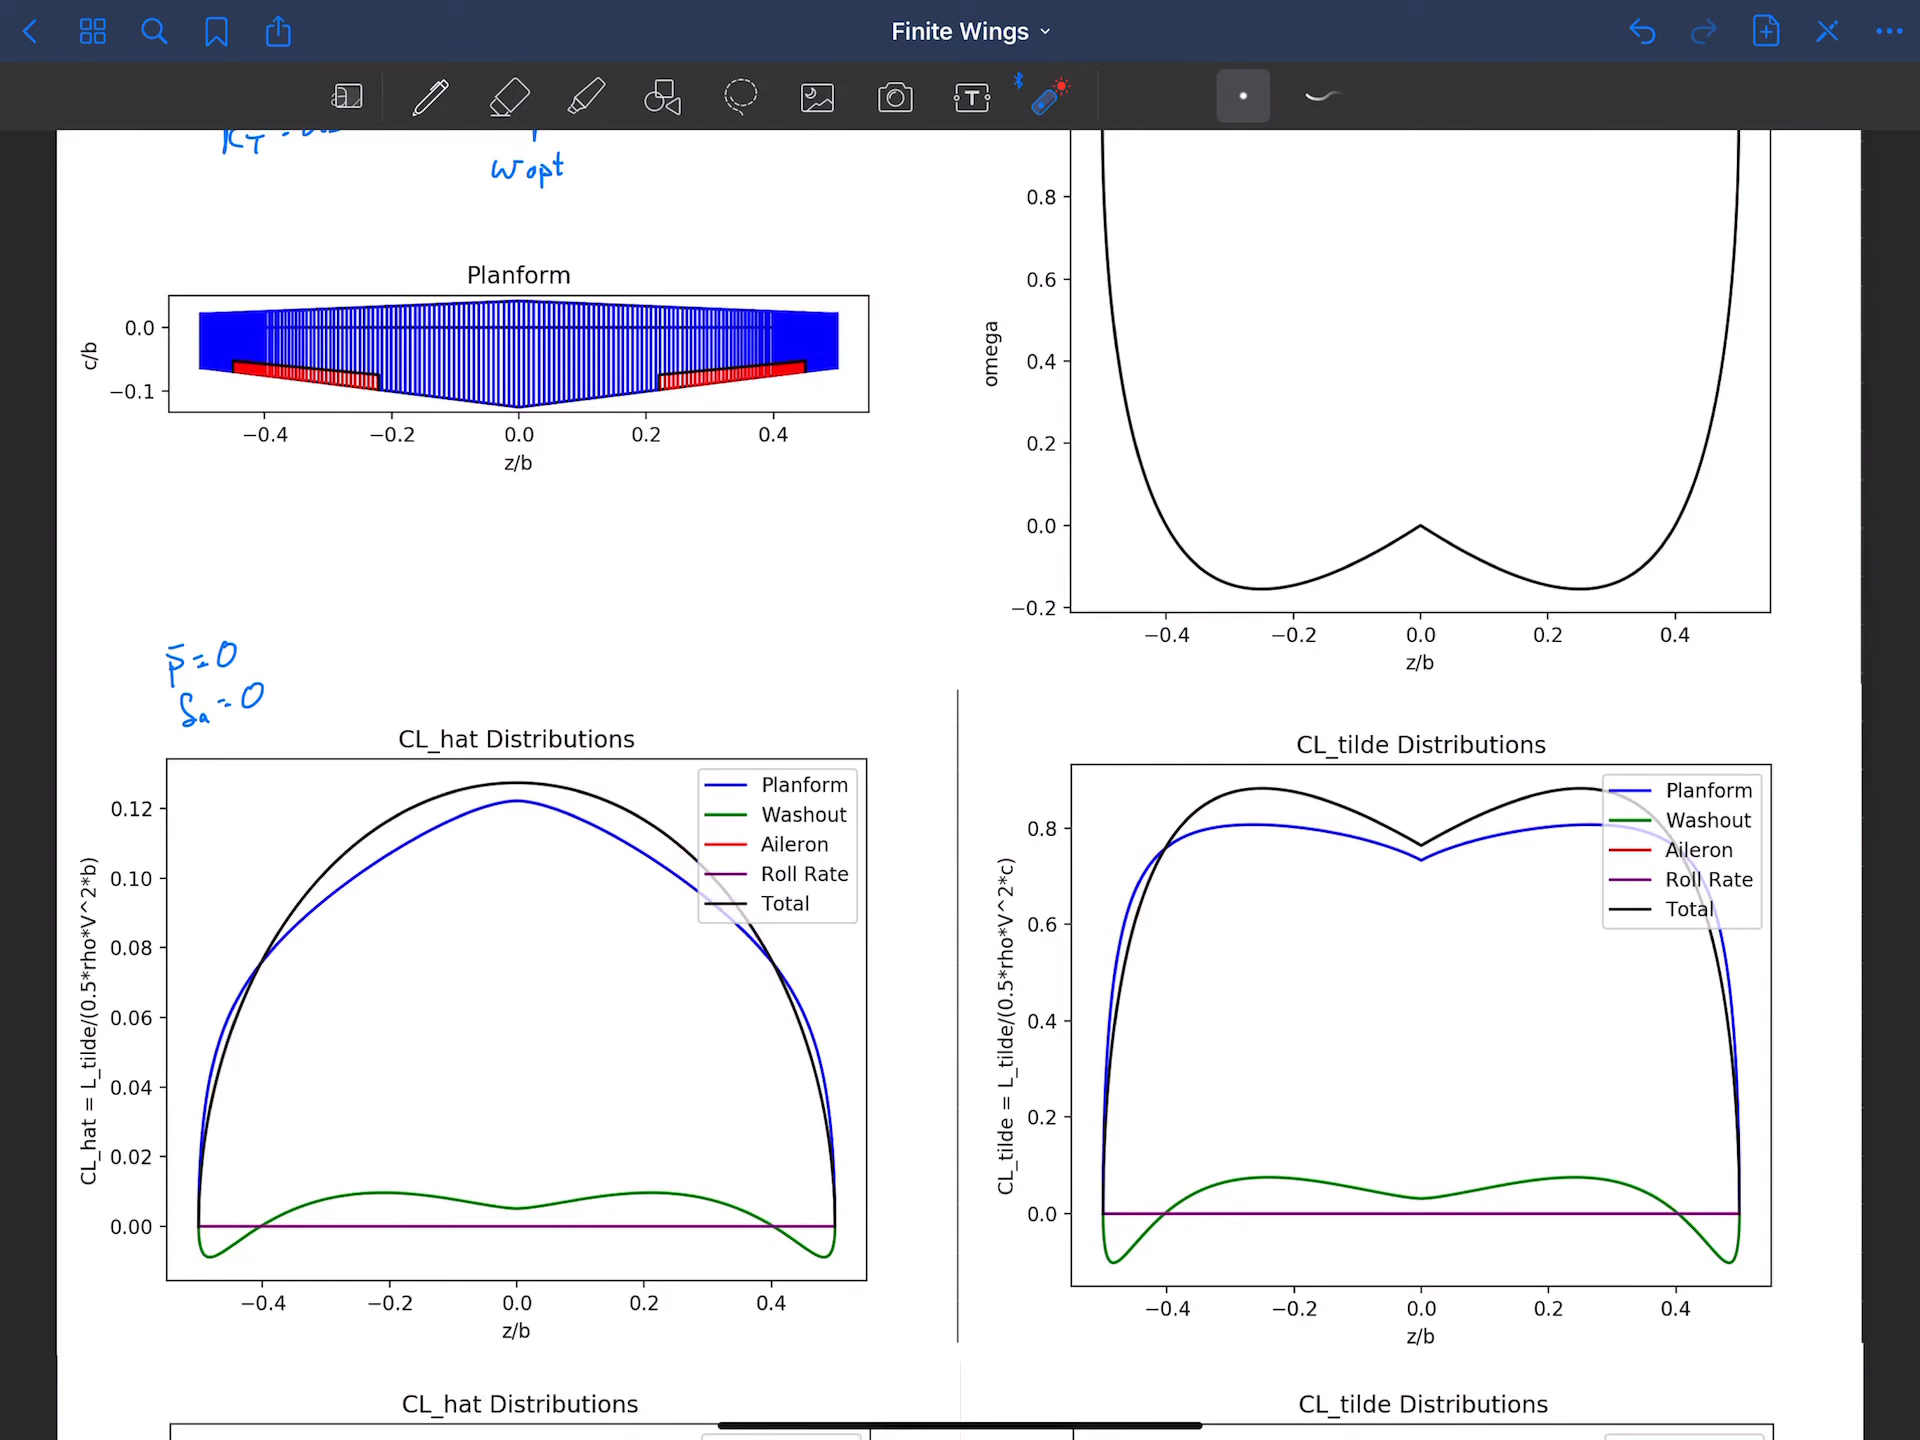 Finite Wings
ω opt
Planform
c/b
0.0
−0.1
−0.4 −0.2 0.0 0.2 0.4
z/b
omega
0.8
0.6
0.4
0.2
0.0
−0.2
−0.4 −0.2 0.0 0.2 0.4
z/b
p̄ = 0
δa = 0
CL_hat Distributions
CL_hat = L_tilde/(0.5*rho*V^2*b)
0.12
0.10
0.08
0.06
0.04
0.02
0.00
Planform
Washout
Aileron
Roll Rate
Total
−0.4 −0.2 0.0 0.2 0.4
z/b
CL_tilde Distributions
CL_tilde = L_tilde/(0.5*rho*V^2*c)
0.8
0.6
0.4
0.2
0.0
Planform
Washout
Aileron
Roll Rate
Total
−0.4 −0.2 0.0 0.2 0.4
z/b
CL_hat Distributions
CL_tilde Distributions